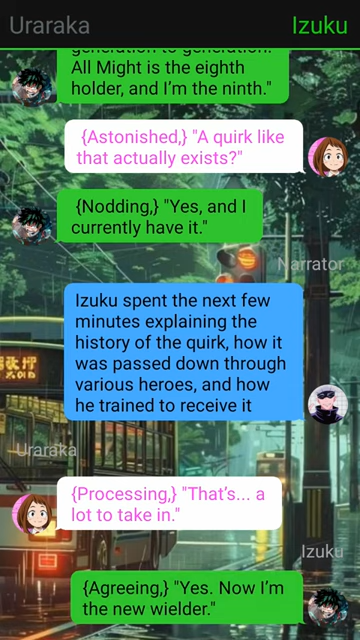 Uraraka
Izuku
generation to generation.
All Might is the eighth
holder, and I'm the ninth."
{Astonished,} "A quirk like
that actually exists?"
{Nodding,} "Yes, and I
currently have it."
Narrator
Izuku spent the next few
minutes explaining the
history of the quirk, how it
was passed down through
various heroes, and how
he trained to receive it
Uraraka
{Processing,} "That's... a
lot to take in."
Izuku
{Agreeing,} "Yes. Now I'm
the new wielder."